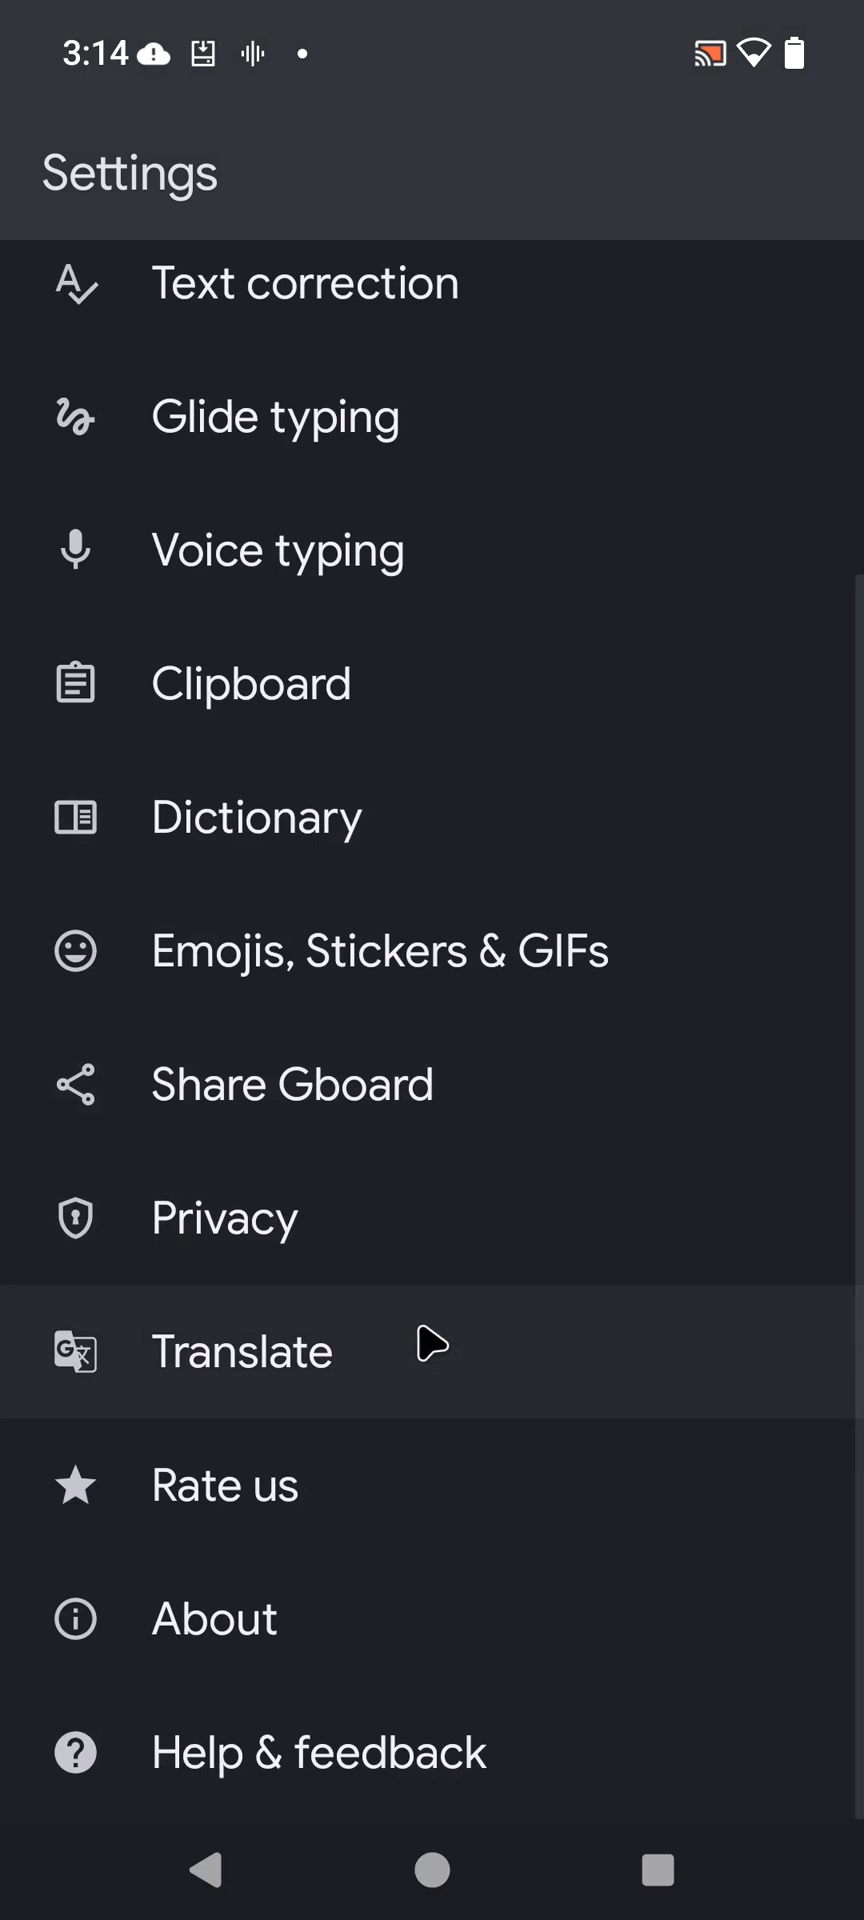 3:14
Settings
Text correction
Glide typing
Voice typing
Clipboard
Dictionary
Emojis, Stickers & GIFs
Share Gboard
Privacy
Translate
Rate us
About
Help & feedback